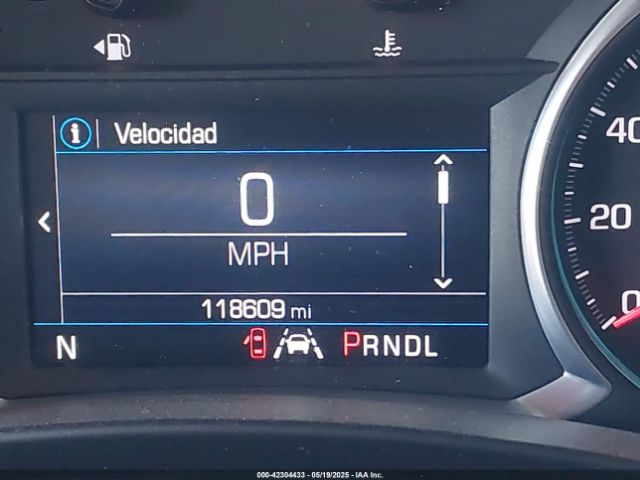 Velocidad
0
MPH
118609 mi
N
PRNDL
40
20
0
000-42304433 - 05/19/2025 - IAA Inc.